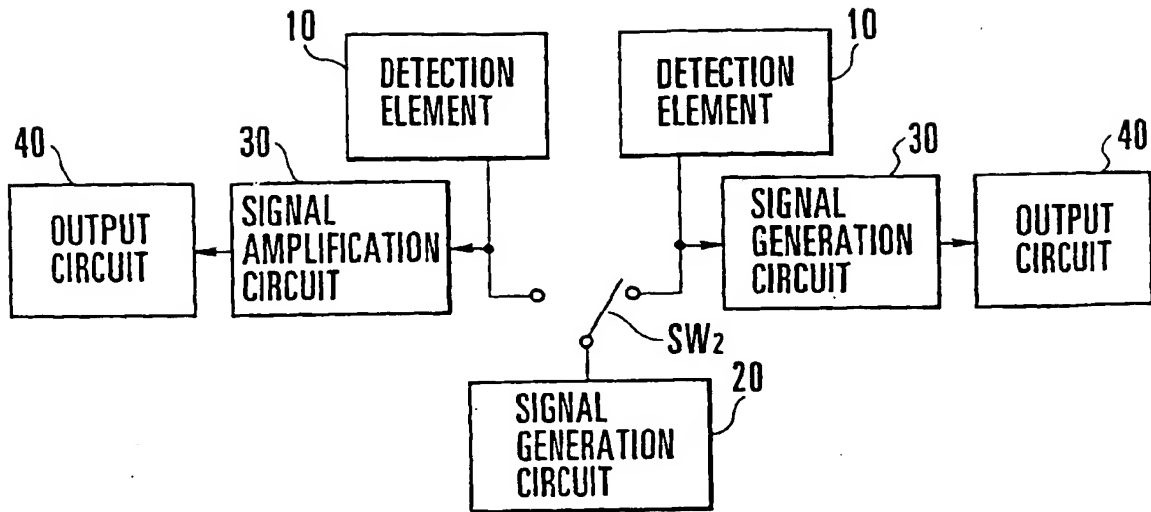 10
DETECTION
ELEMENT
10
DETECTION
ELEMENT
40
OUTPUT
CIRCUIT
30
SIGNAL
AMPLIFICATION
CIRCUIT
30
SIGNAL
GENERATION
CIRCUIT
40
OUTPUT
CIRCUIT
SW2
20
SIGNAL
GENERATION
CIRCUIT